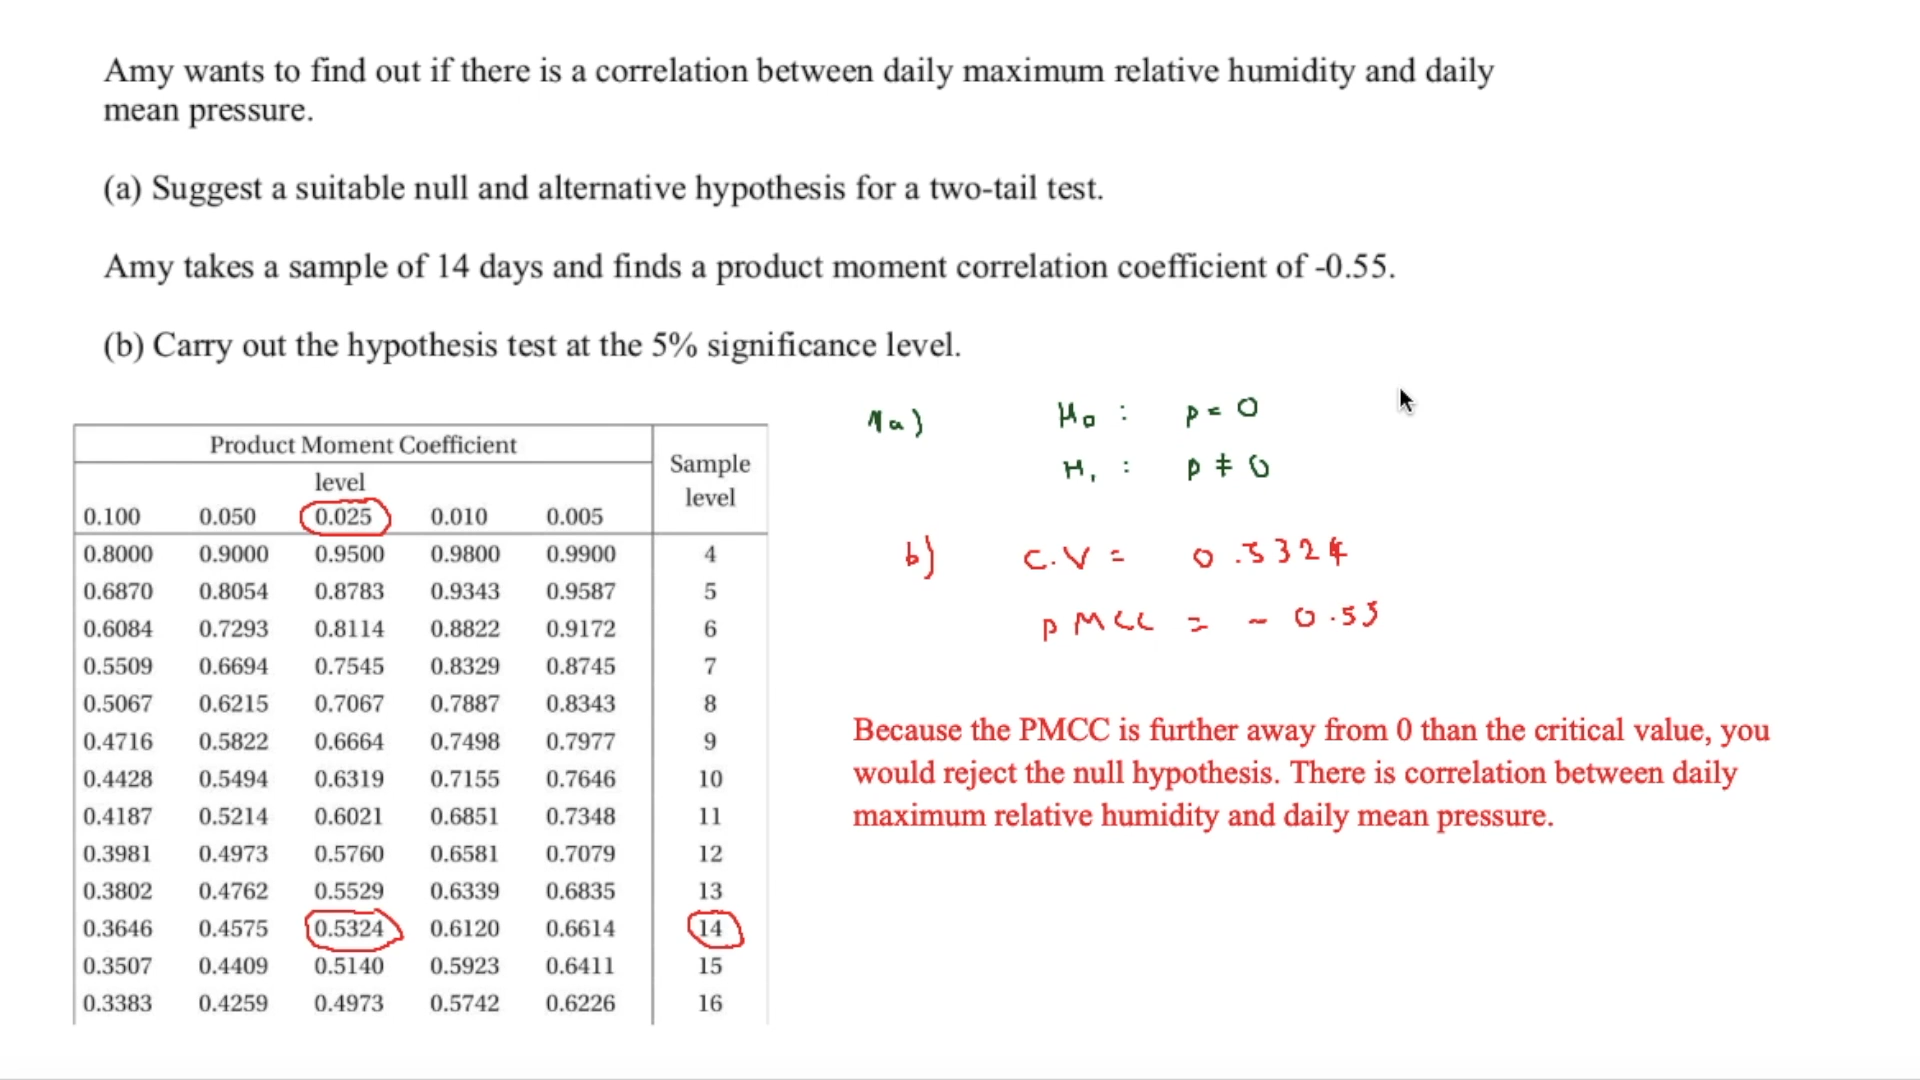 Amy wants to find out if there is a correlation between daily maximum relative humidity and daily
mean pressure.
(a) Suggest a suitable null and alternative hypothesis for a two-tail test.
Amy takes a sample of 14 days and finds a product moment correlation coefficient of -0.55.
(b) Carry out the hypothesis test at the 5% significance level.
Product Moment Coefficient
level
Sample
level
0.100 0.050 0.025 0.010 0.005
0.8000 0.9000 0.9500 0.9800 0.9900 4
0.6870 0.8054 0.8783 0.9343 0.9587 5
0.6084 0.7293 0.8114 0.8822 0.9172 6
0.5509 0.6694 0.7545 0.8329 0.8745 7
0.5067 0.6215 0.7067 0.7887 0.8343 8
0.4716 0.5822 0.6664 0.7498 0.7977 9
0.4428 0.5494 0.6319 0.7155 0.7646 10
0.4187 0.5214 0.6021 0.6851 0.7348 11
0.3981 0.4973 0.5760 0.6581 0.7079 12
0.3802 0.4762 0.5529 0.6339 0.6835 13
0.3646 0.4575 0.5324 0.6120 0.6614 14
0.3507 0.4409 0.5140 0.5923 0.6411 15
0.3383 0.4259 0.4973 0.5742 0.6226 16
1a) H₀ : p = 0
H₁ : p ≠ 0
b) C.V = 0.5324
PMCC = - 0.55
Because the PMCC is further away from 0 than the critical value, you
would reject the null hypothesis. There is correlation between daily
maximum relative humidity and daily mean pressure.